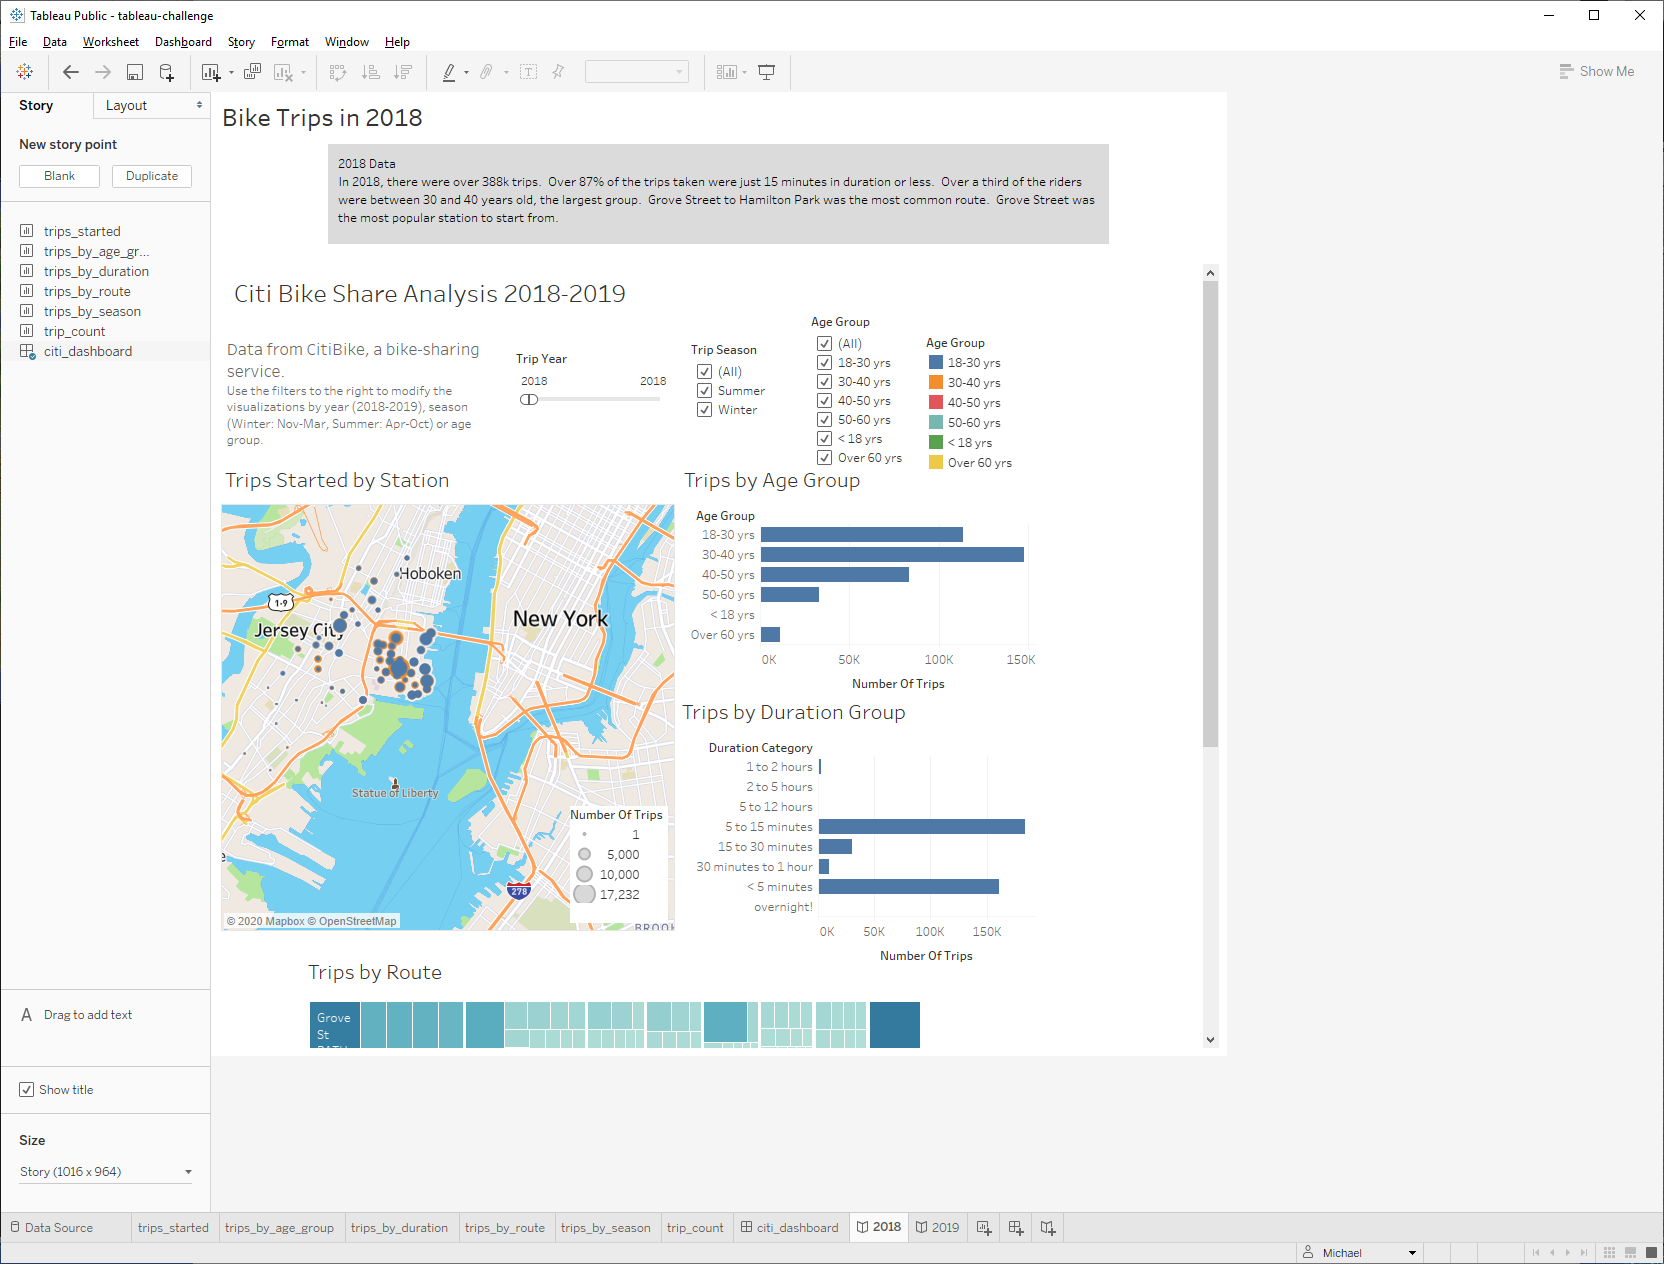 Tableau Public - tableau-challenge
File Data Worksheet Dashboard Story Format Window Help
Show Me
Story Layout
New story point
Blank Duplicate
trips_started
trips_by_age_gr...
trips_by_duration
trips_by_route
trips_by_season
trip_count
citi_dashboard
A Drag to add text
Show title
Size
Story (1016 x 964)
Bike Trips in 2018
2018 Data
In 2018, there were over 388k trips. Over 87% of the trips taken were just 15 minutes in duration or less. Over a third of the riders
were between 30 and 40 years old, the largest group. Grove Street to Hamilton Park was the most common route. Grove Street was
the most popular station to start from.
Citi Bike Share Analysis 2018-2019
Data from CitiBike, a bike-sharing
service.
Use the filters to the right to modify the
visualizations by year (2018-2019), season
(Winter: Nov-Mar, Summer: Apr-Oct) or age
group.
Trip Year
2018 2018
Trip Season
(All)
Summer
Winter
Age Group
(All)
18-30 yrs
30-40 yrs
40-50 yrs
50-60 yrs
< 18 yrs
Over 60 yrs
Age Group
18-30 yrs
30-40 yrs
40-50 yrs
50-60 yrs
< 18 yrs
Over 60 yrs
Trips Started by Station
Hoboken
1-9
Jersey City
New York
Statue of Liberty
278
Number Of Trips
1
5,000
10,000
17,232
© 2020 Mapbox © OpenStreetMap
Trips by Age Group
Age Group
18-30 yrs
30-40 yrs
40-50 yrs
50-60 yrs
< 18 yrs
Over 60 yrs
0K 50K 100K 150K
Number Of Trips
Trips by Duration Group
Duration Category
1 to 2 hours
2 to 5 hours
5 to 12 hours
5 to 15 minutes
15 to 30 minutes
30 minutes to 1 hour
< 5 minutes
overnight!
0K 50K 100K 150K
Number Of Trips
Trips by Route
Grove
St
Data Source trips_started trips_by_age_group trips_by_duration trips_by_route trips_by_season trip_count citi_dashboard 2018 2019
Michael